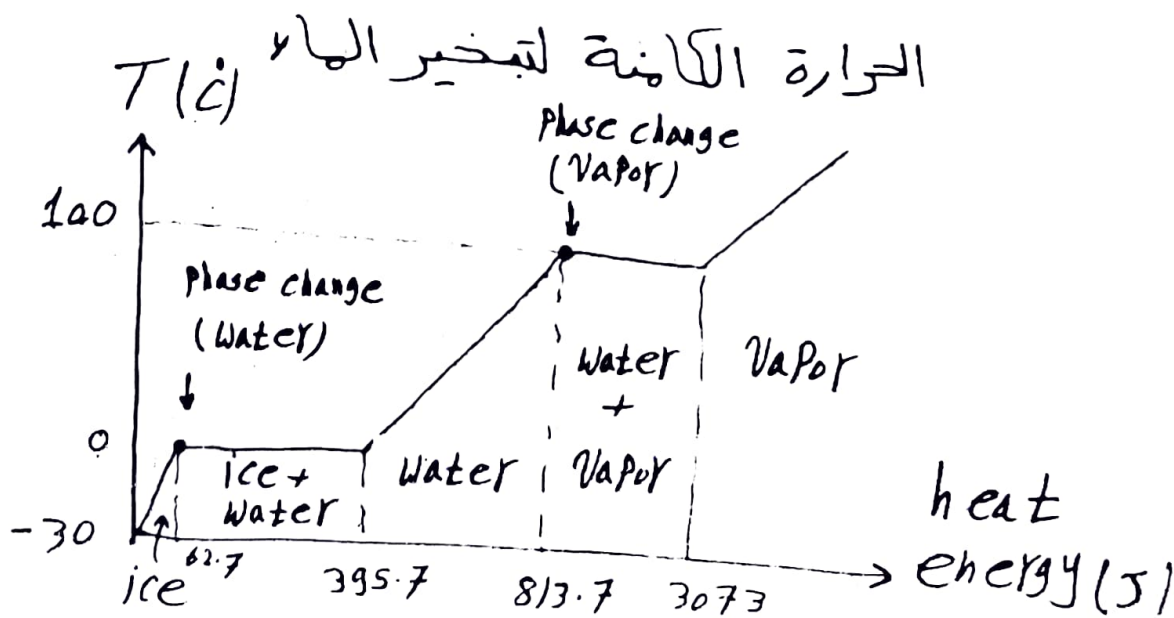 الحرارة الكامنة لتبخير الماء
T(c°)
Phase change
(Vapor)
100
Phase change
(Water)
water
+
Vapor
Vapor
0
ice +
water
Water
-30
ice
62.7
395.7
813.7
3073
heat
energy (J)